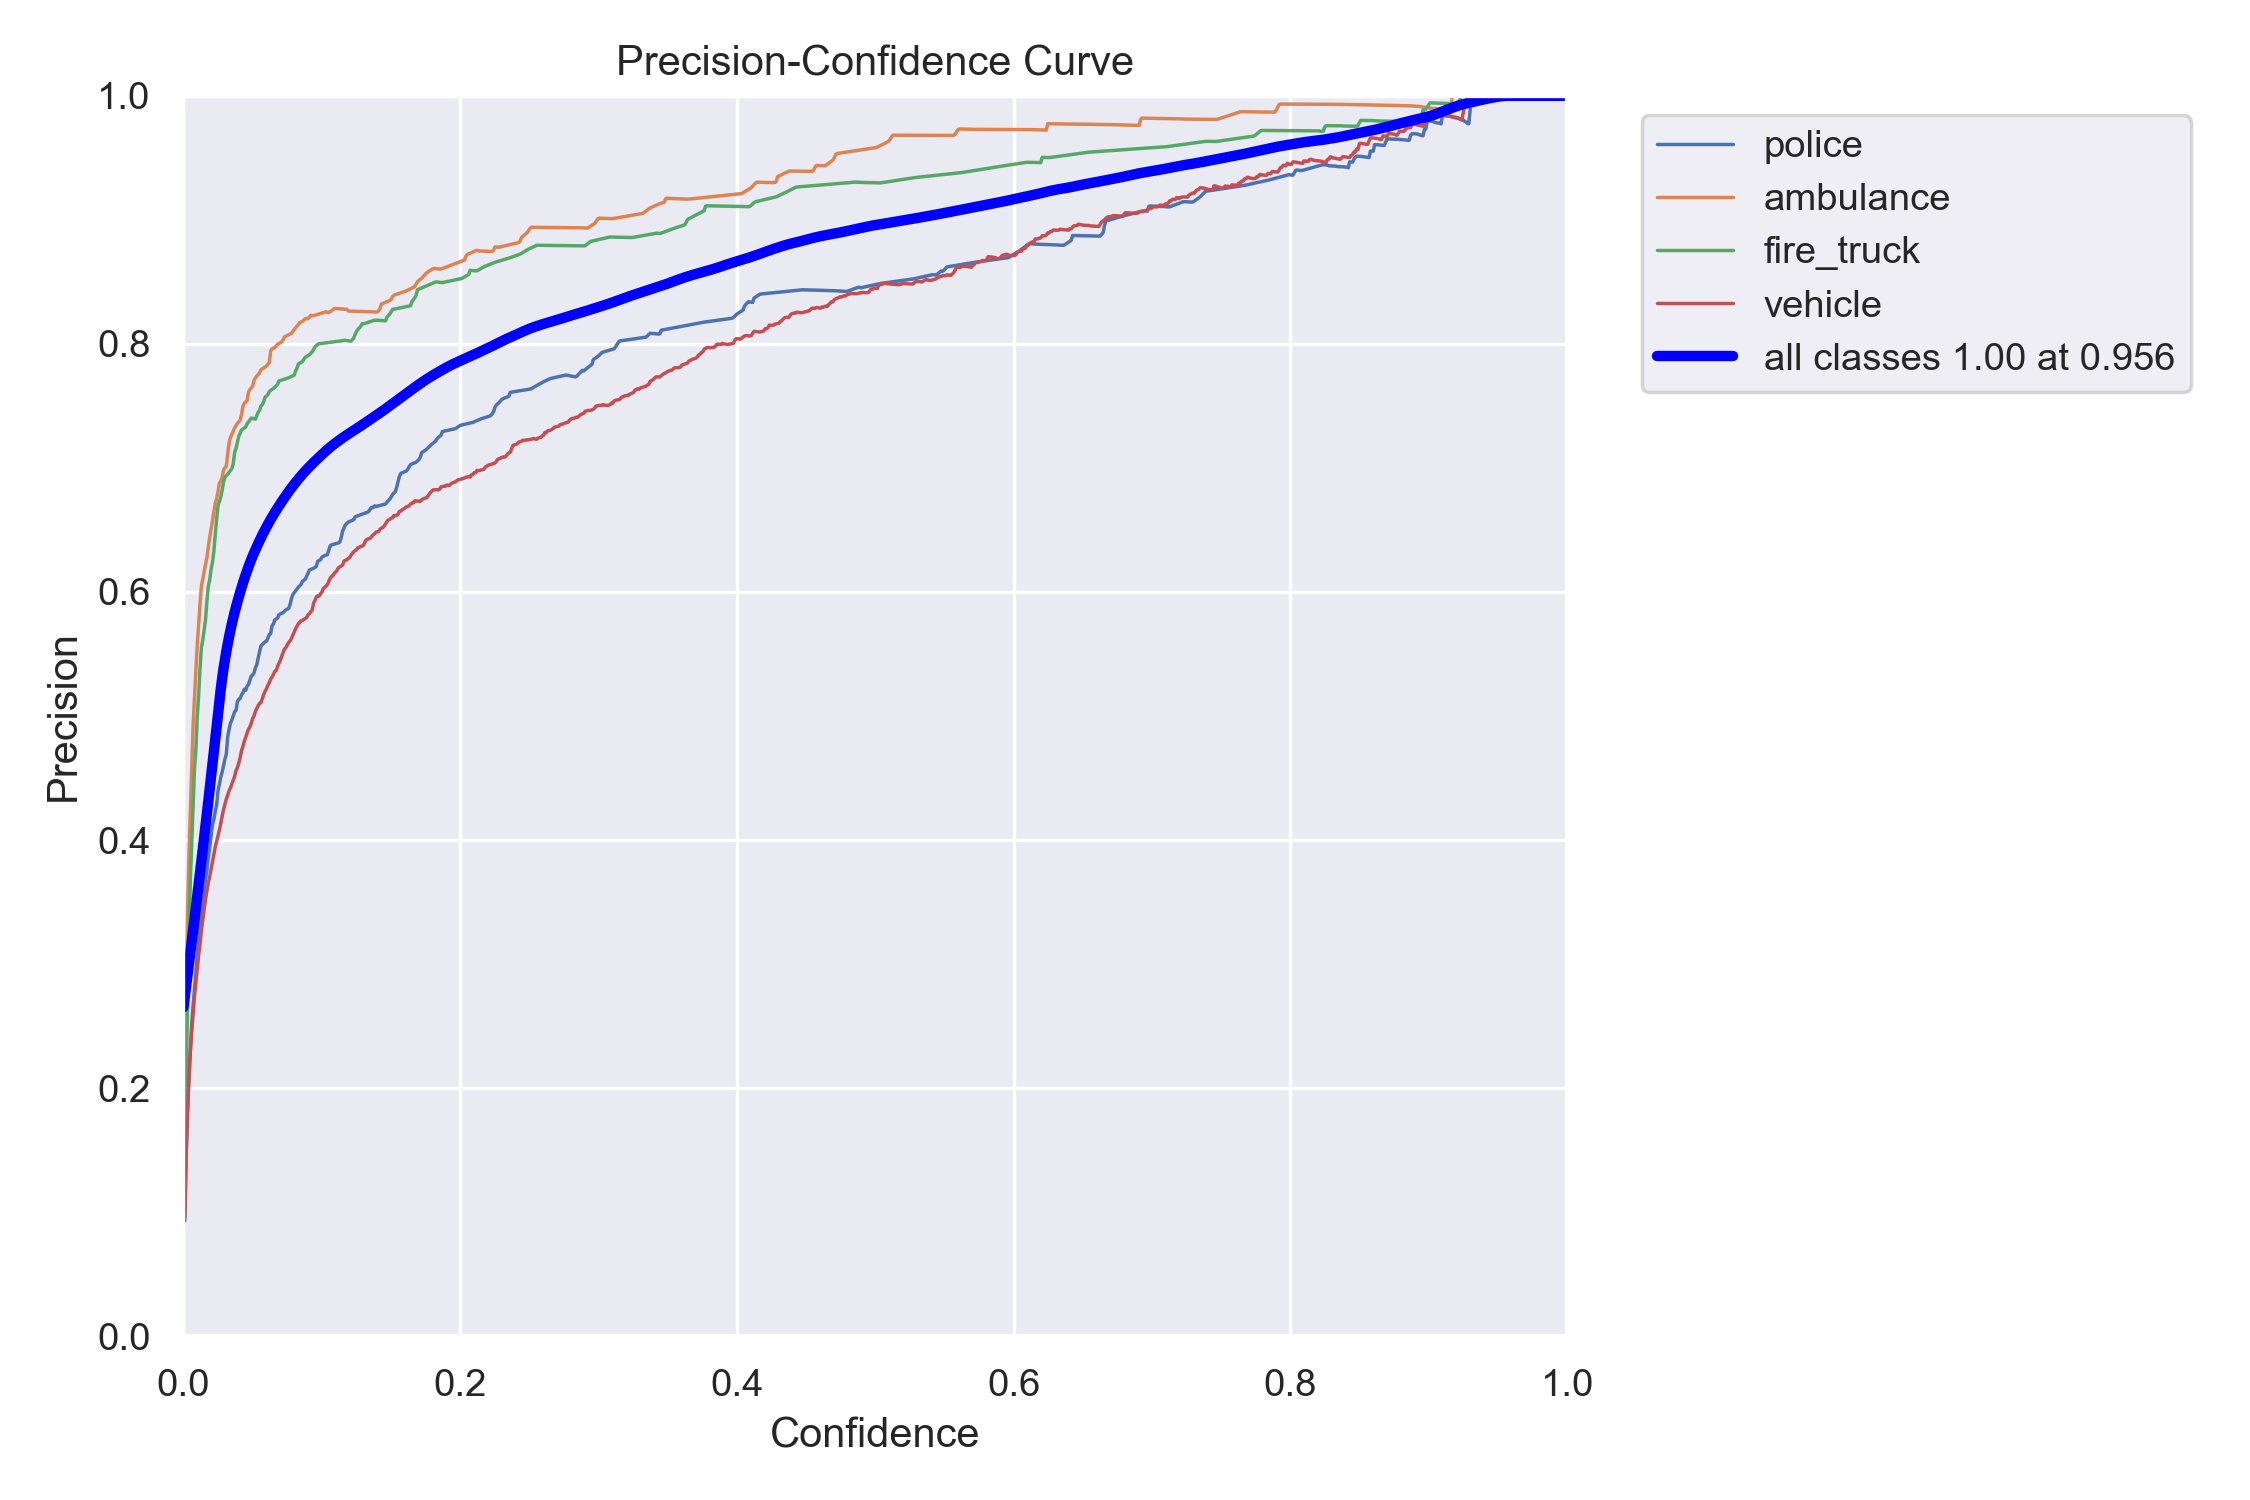 Precision-Confidence Curve
1.0
0.8
0.6
0.4
0.2
0.0
Precision
0.0 0.2 0.4 0.6 0.8 1.0
Confidence
police
ambulance
fire_truck
vehicle
all classes 1.00 at 0.956